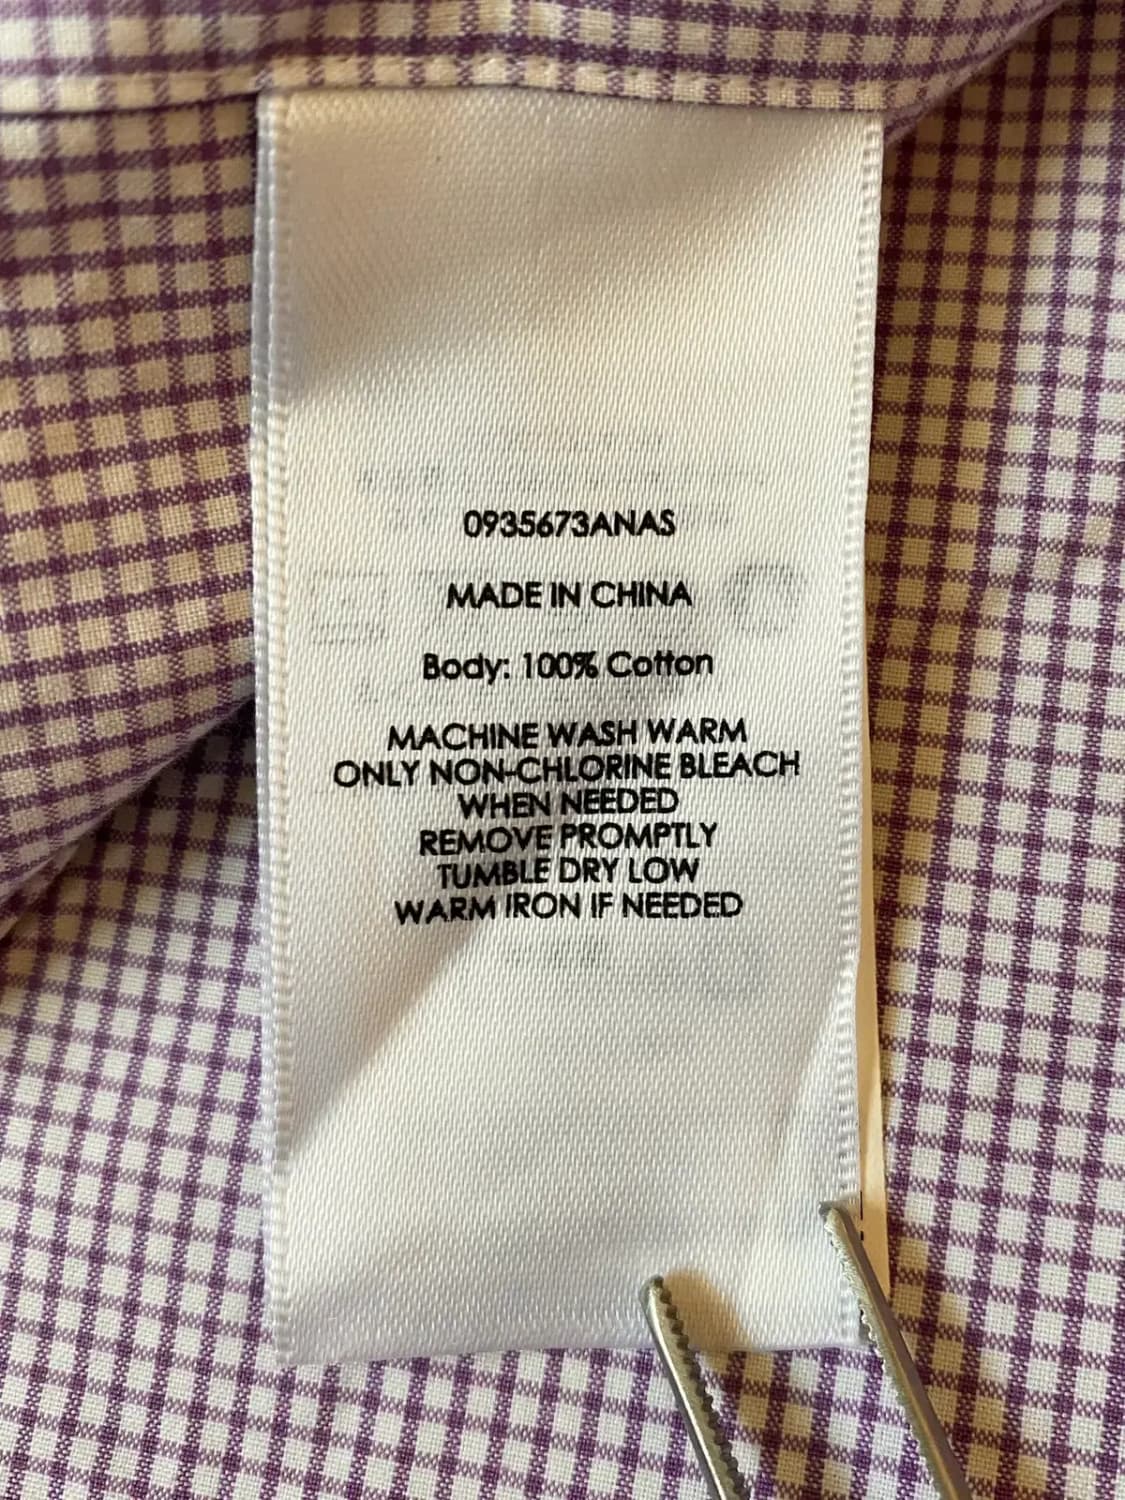 0935673ANAS
MADE IN CHINA
Body: 100% Cotton
MACHINE WASH WARM
ONLY NON-CHLORINE BLEACH
WHEN NEEDED
REMOVE PROMPTLY
TUMBLE DRY LOW
WARM IRON IF NEEDED